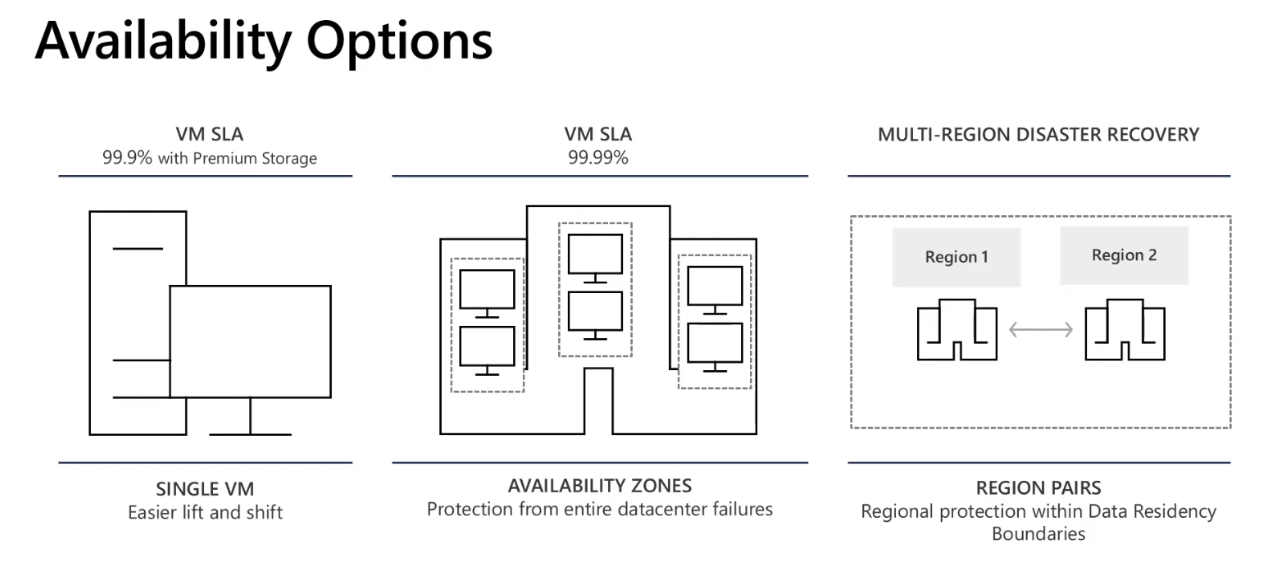 Availability Options
VM SLA
99.9% with Premium Storage
VM SLA
99.99%
MULTI-REGION DISASTER RECOVERY
Region 1
Region 2
SINGLE VM
Easier lift and shift
AVAILABILITY ZONES
Protection from entire datacenter failures
REGION PAIRS
Regional protection within Data Residency
Boundaries